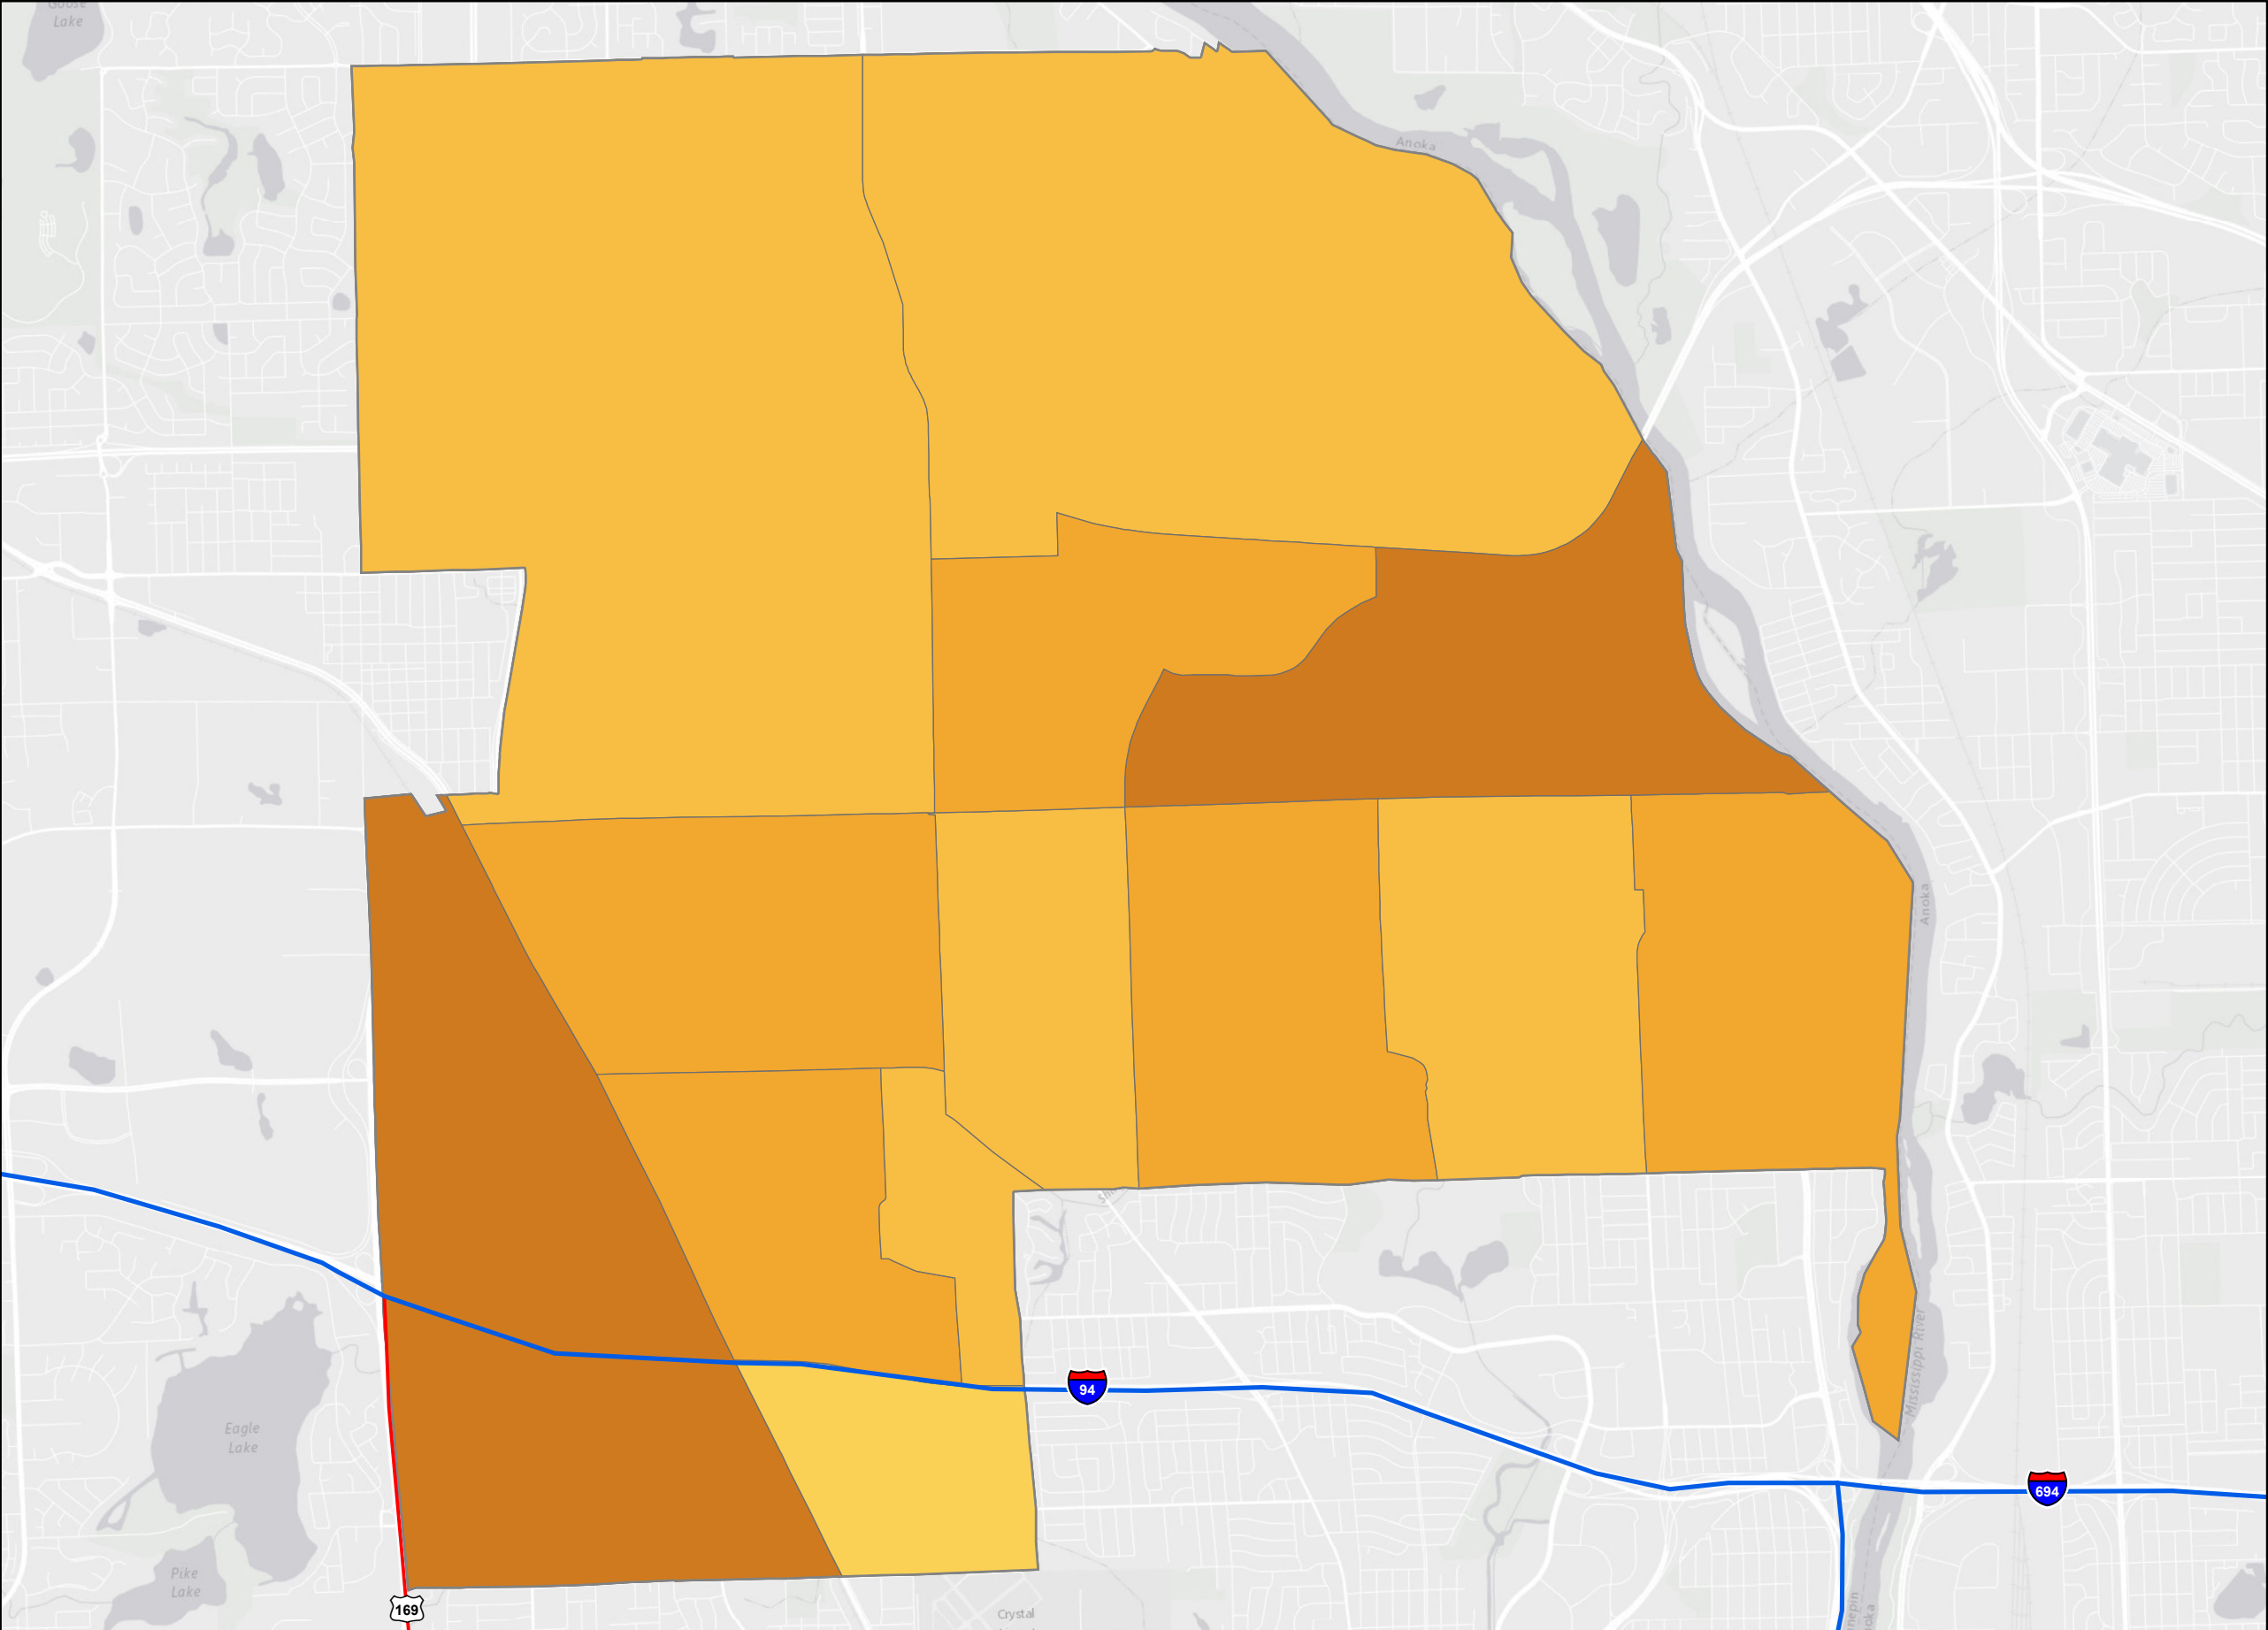 Goose
Lake
Anoka
Anoka
94
Eagle
Lake
Mississippi River
694
Pike
Lake
169
Crystal